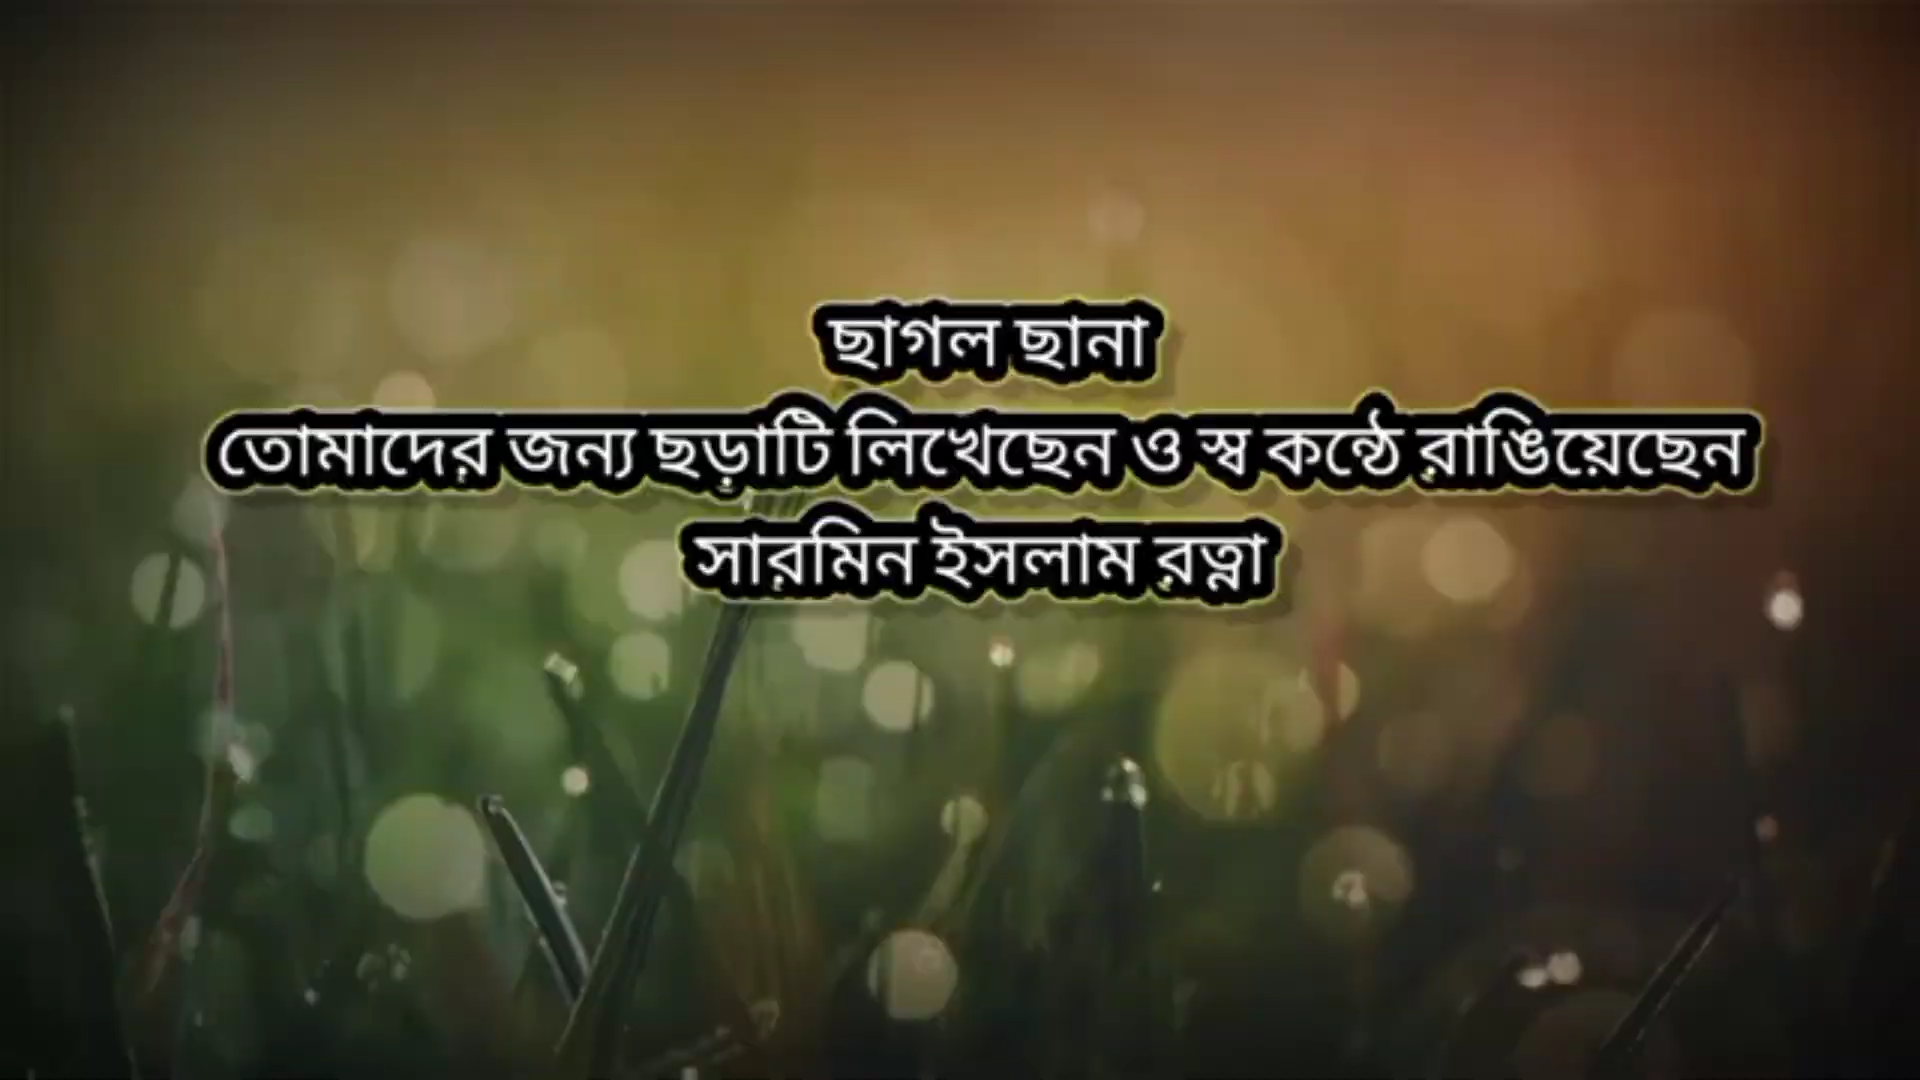 ছাগল ছানা
তোমাদের জন্য ছড়াটি লিখেছেন ও স্ব কন্ঠে রাঙিয়েছেন
সারমিন ইসলাম রত্না